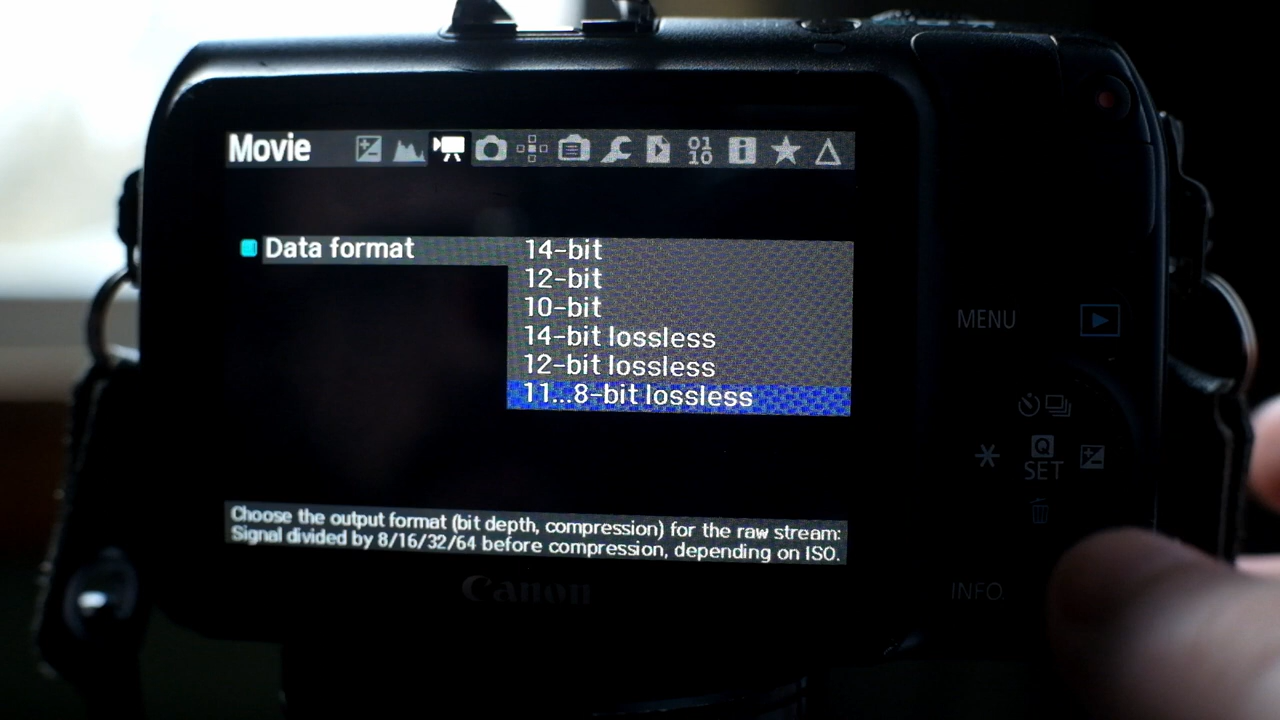 Movie
01
10
Data format
14-bit
12-bit
10-bit
14-bit lossless
12-bit lossless
11...8-bit lossless
Choose the output format (bit depth, compression) for the raw stream:
Signal divided by 8/16/32/64 before compression, depending on ISO.
Canon
MENU
Q
SET
INFO.